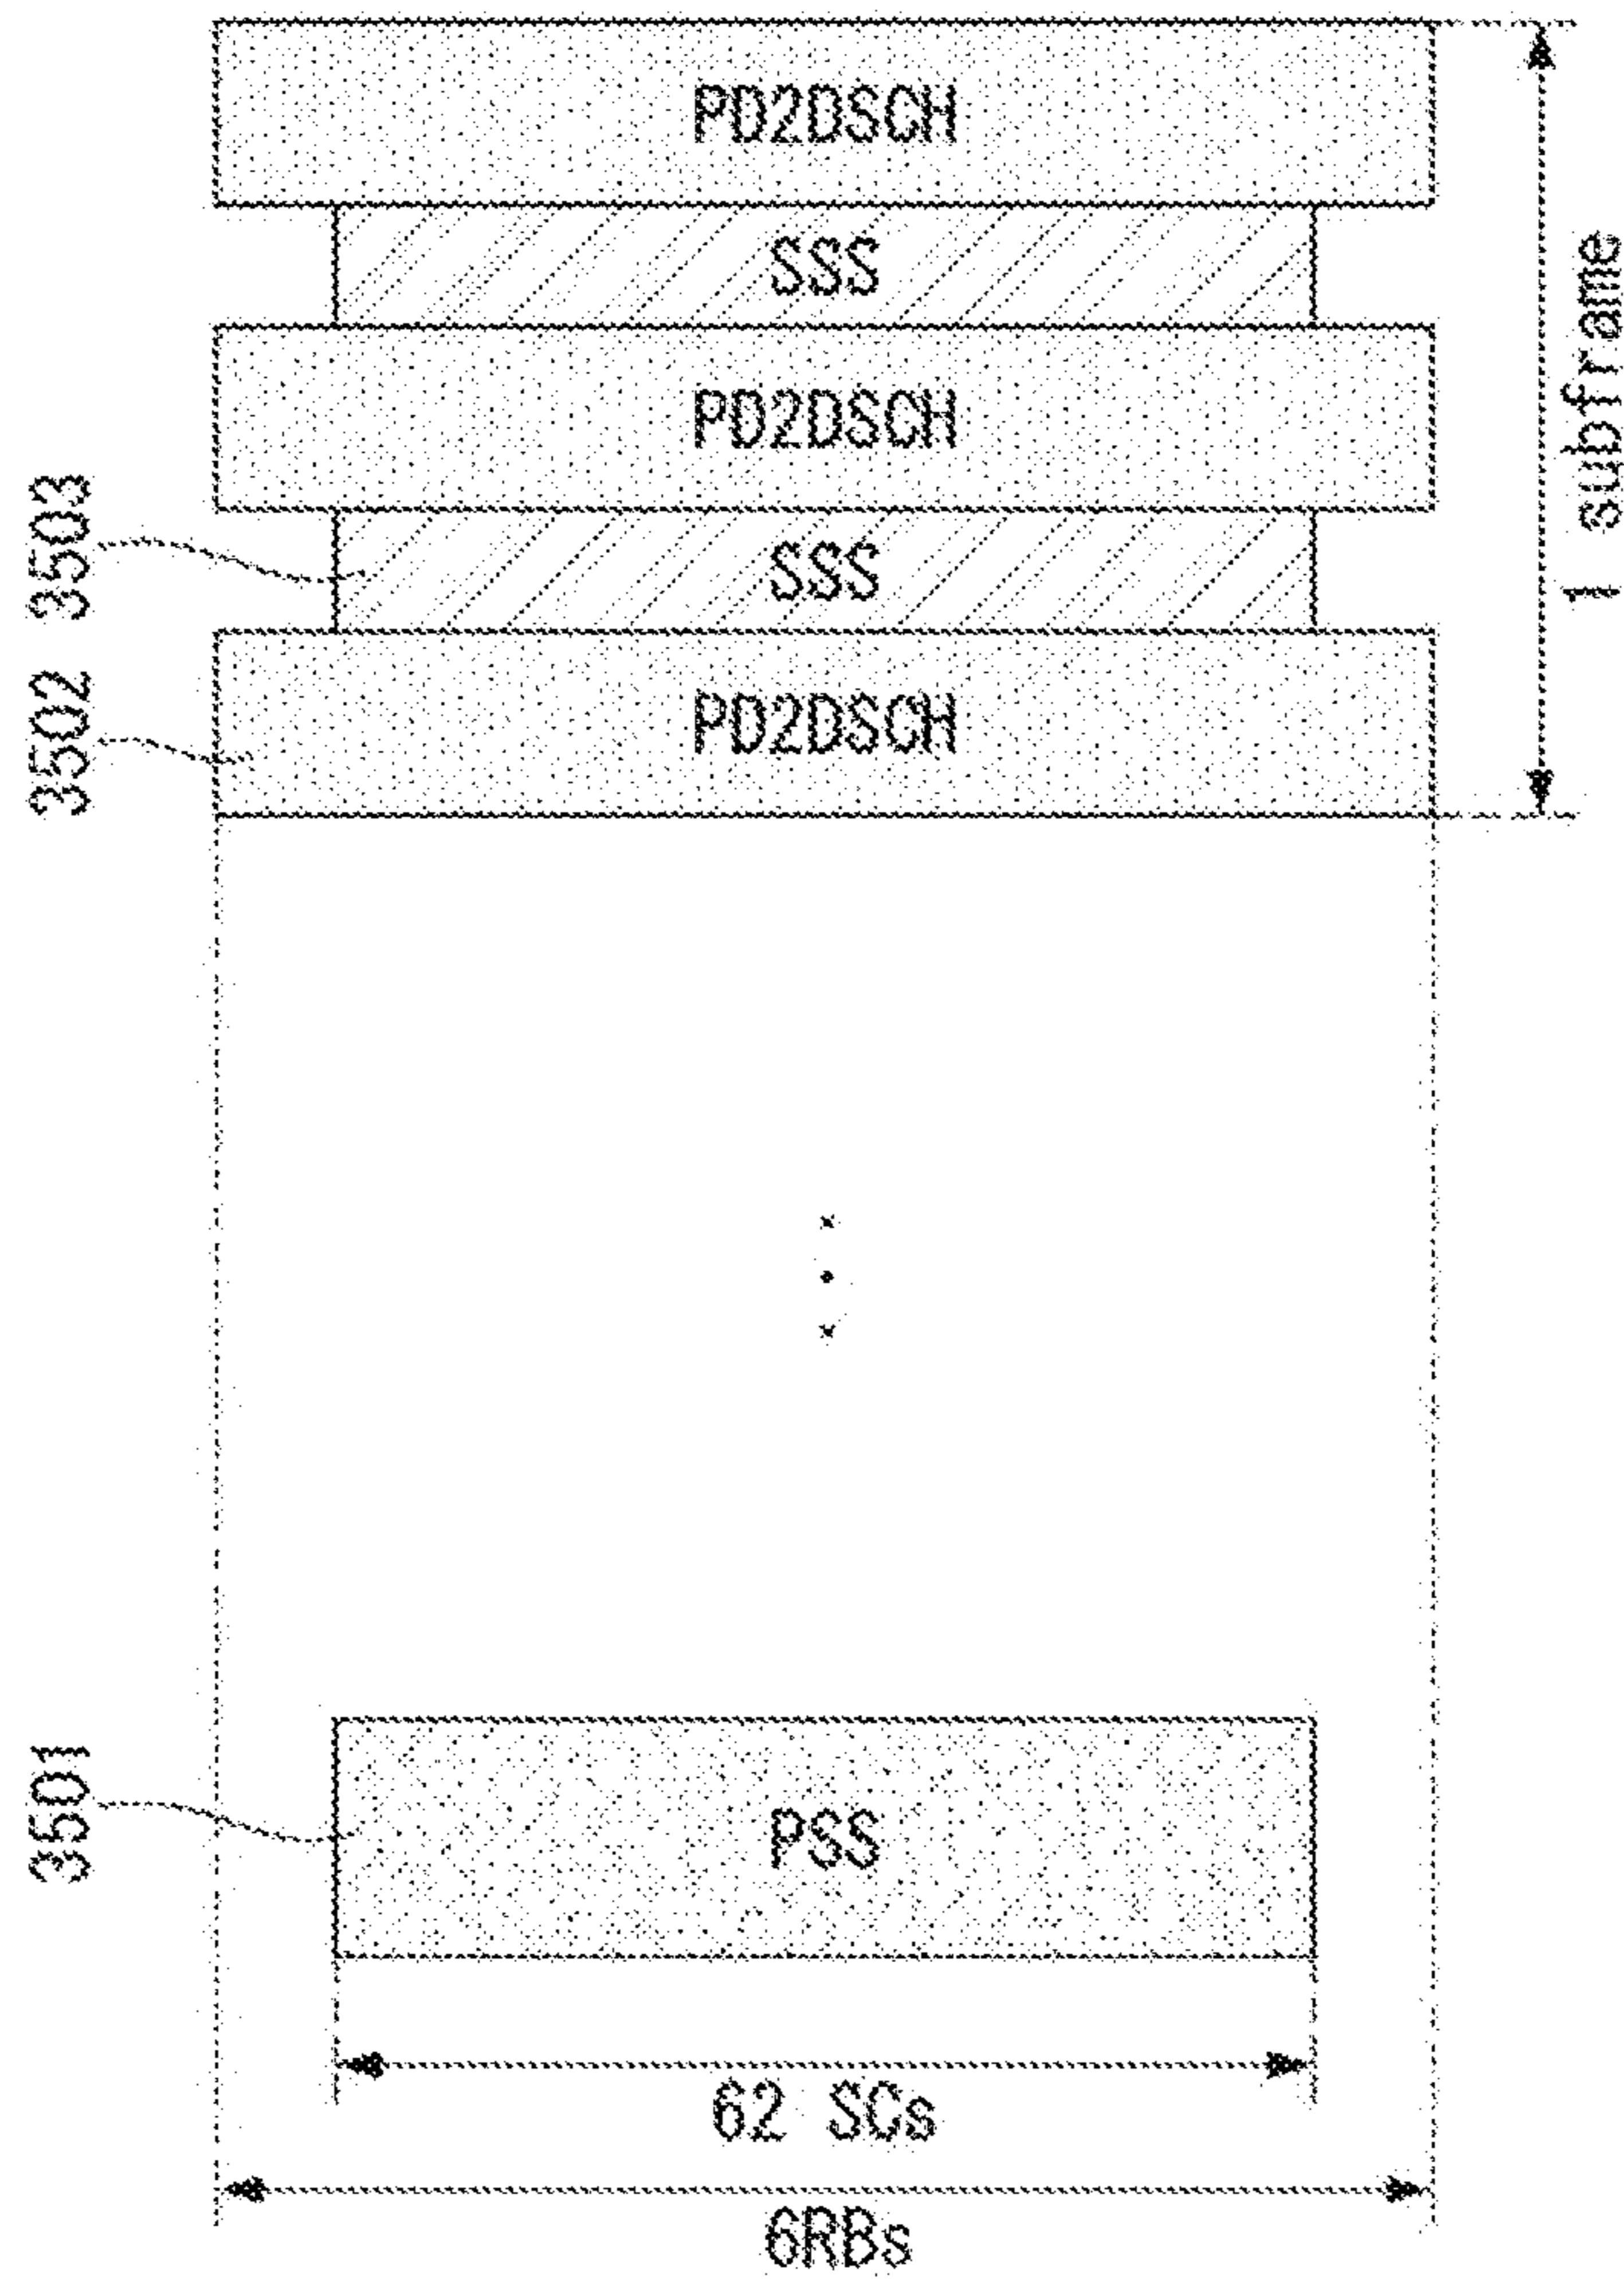 PD2DSCH
SSS
PD2DSCH
SSS
PD2DSCH
1 subframe
3503
3502
3501
PSS
62 SCs
6RBs